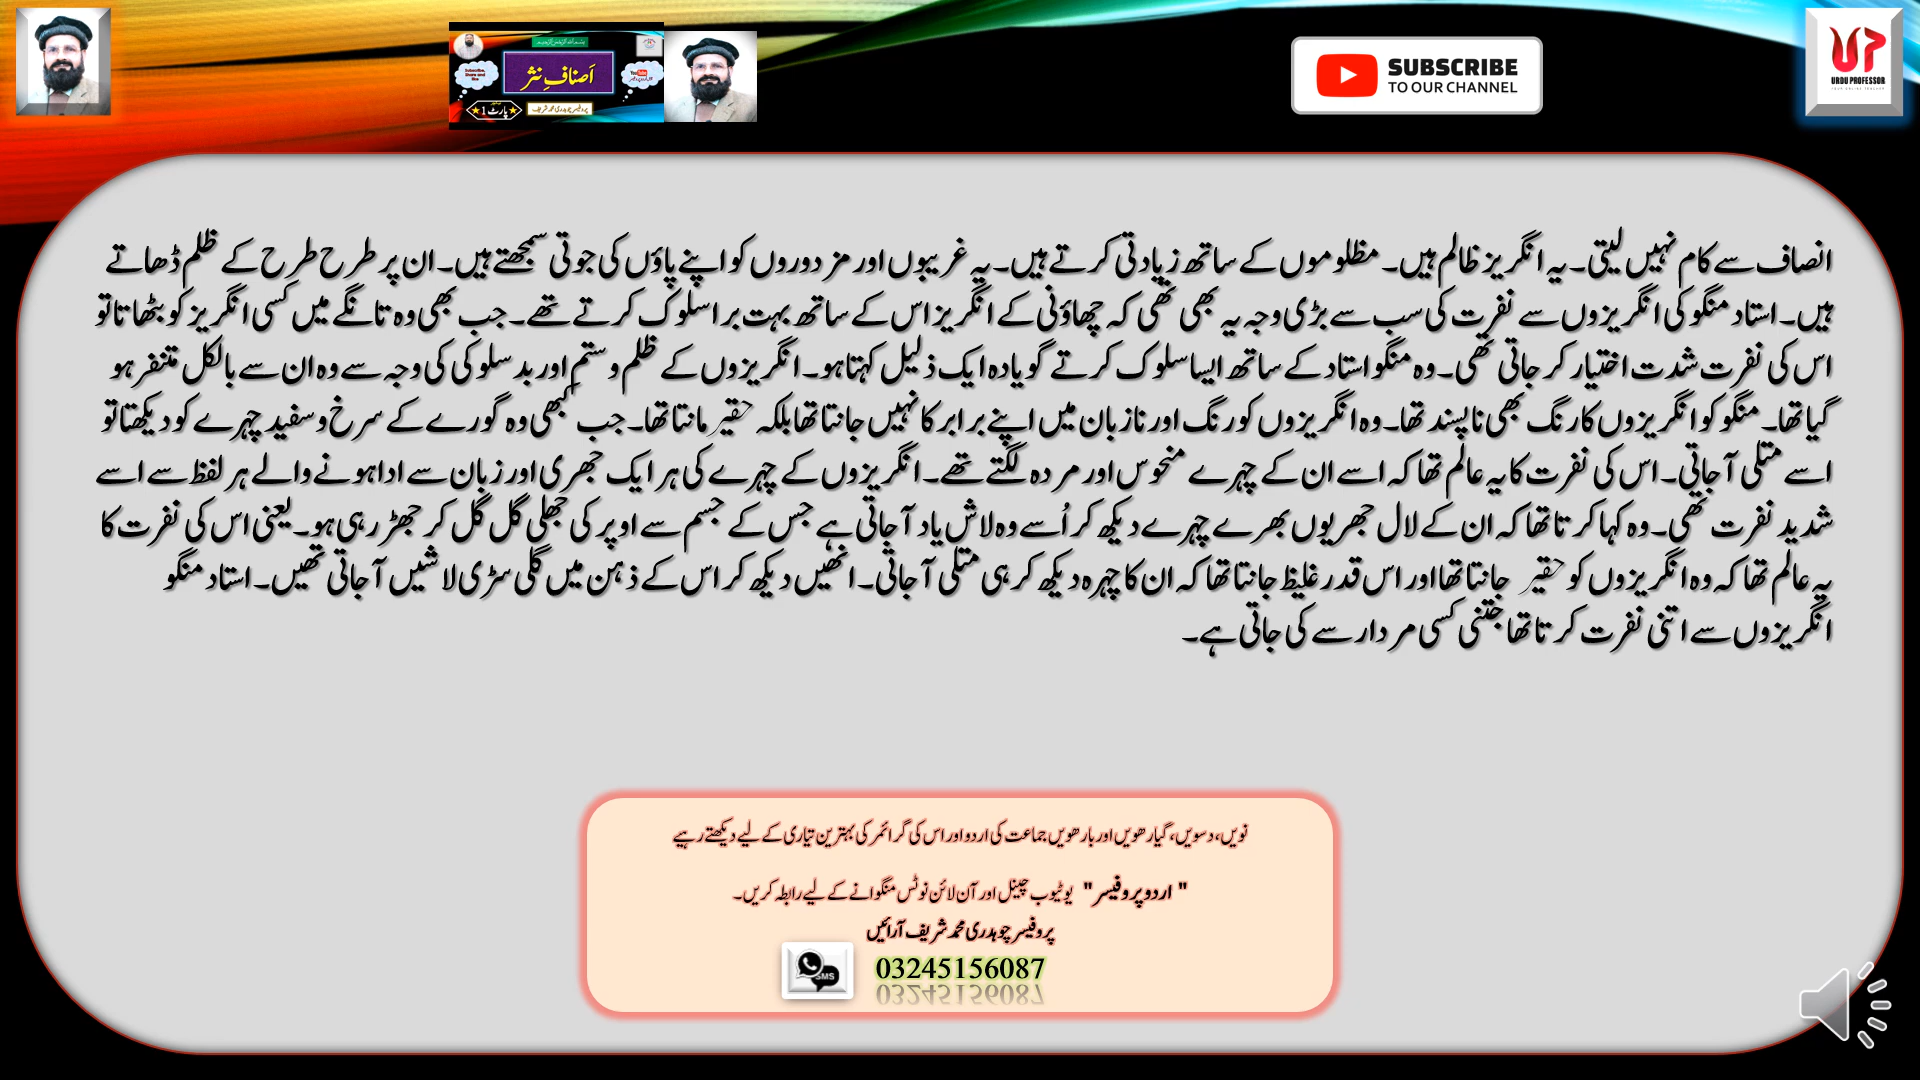 SUBSCRIBE
TO OUR CHANNEL
URDU PROFESSOR
اَصنافِ نثر
پارٹ 1
انصاف سے کام نہیں لیتی۔ یہ انگریز ظالم ہیں۔ مظلوموں کے ساتھ زیادتی کرتے ہیں۔ یہ غریبوں اور مزدوروں کو اپنے پاؤں کی جوتی سمجھتے ہیں۔ ان پر طرح طرح کے ظلم ڈھاتے
ہیں۔ استاد منگو کی انگریزوں سے نفرت کی سب سے بڑی وجہ یہ بھی تھی کہ چھاؤنی کے انگریز اس کے ساتھ بہت برا سلوک کرتے تھے۔ جب بھی وہ تانگے میں کسی انگریز کو بٹھاتا تو
اس کی نفرت شدت اختیار کر جاتی تھی۔ وہ منگو استاد کے ساتھ ایسا سلوک کرتے گویا وہ ایک ذلیل کہتا ہو۔ انگریزوں کے ظلم و ستم اور بد سلوکی کی وجہ سے وہ ان سے بالکل متنفر ہو
گیا تھا۔ منگو کو انگریزوں کا رنگ بھی ناپسند تھا۔ وہ انگریزوں کو رنگ اور نا زبان میں اپنے برابر کا نہیں جانتا تھا بلکہ حقیر مانتا تھا۔ جب کبھی وہ گورے کے سرخ و سفید چہرے کو دیکھتا تو
اسے متلی آ جاتی۔ اس کی نفرت کا یہ عالم تھا کہ اسے ان کے چہرے منحوس اور مردہ لگتے تھے۔ انگریزوں کے چہرے کی ہر ایک جھری اور زبان سے ادا ہونے والے ہر لفظ سے اسے
شدید نفرت تھی۔ وہ کہا کرتا تھا کہ ان کے لال جھریوں بھرے چہرے دیکھ کر اُسے وہ لاش یاد آ جاتی ہے جس کے جسم سے اوپر کی جھلی گل گل کر جھڑ رہی ہو۔ یعنی اس کی نفرت کا
یہ عالم تھا کہ وہ انگریزوں کو حقیر جانتا تھا اور اس قدر غلیظ جانتا تھا کہ ان کا چہرہ دیکھ کر ہی متلی آ جاتی۔ انھیں دیکھ کر اس کے ذہن میں گلی سڑی لاشیں آ جاتی تھیں۔ استاد منگو
انگریزوں سے اتنی نفرت کرتا تھا جتنی کسی مردار سے کی جاتی ہے۔
نویں، دسویں، گیارھویں اور بارھویں جماعت کی اردو اور اس کی گرائمر کی بہترین تیاری کے لیے دیکھتے رہیے
" اردو پروفیسر " یوٹیوب چینل اور آن لائن نوٹس منگوانے کے لیے رابطہ کریں۔
پروفیسر چوہدری محمد شریف آرائیں
SMS
03245156087